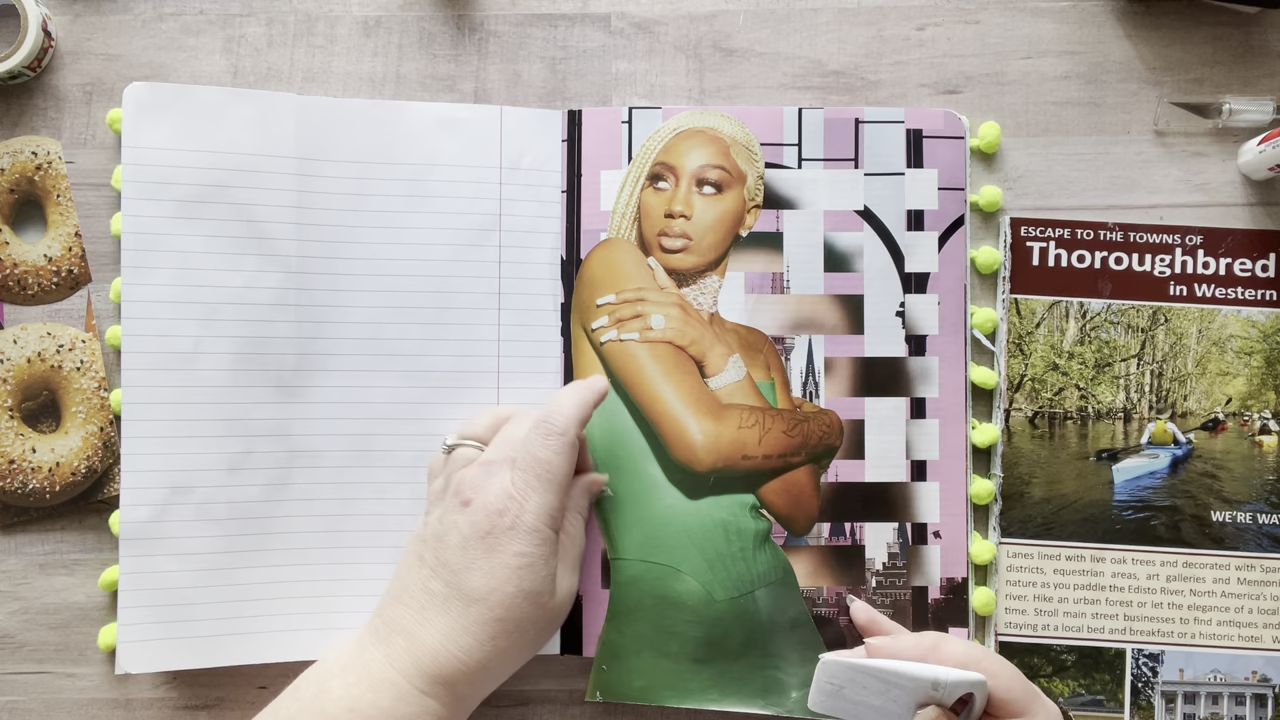 ESCAPE TO THE TOWNS OF
Thoroughbred
in Western
WE'RE WA
Lanes lined with live oak trees and decorated with Span
districts, equestrian areas, art galleries and Mennon
nature as you paddle the Edisto River, North America's lo
river. Hike an urban forest or let the elegance of a local
time. Stroll main street businesses to find antiques and
staying at a local bed and breakfast or a historic hotel. W